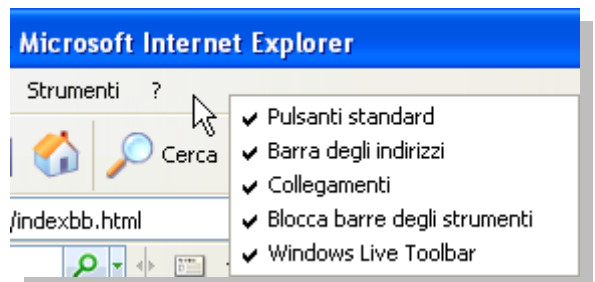 Microsoft Internet Explorer
Strumenti ?
Cerca
/indexbb.html
Pulsanti standard
Barra degli indirizzi
Collegamenti
Blocca barre degli strumenti
Windows Live Toolbar